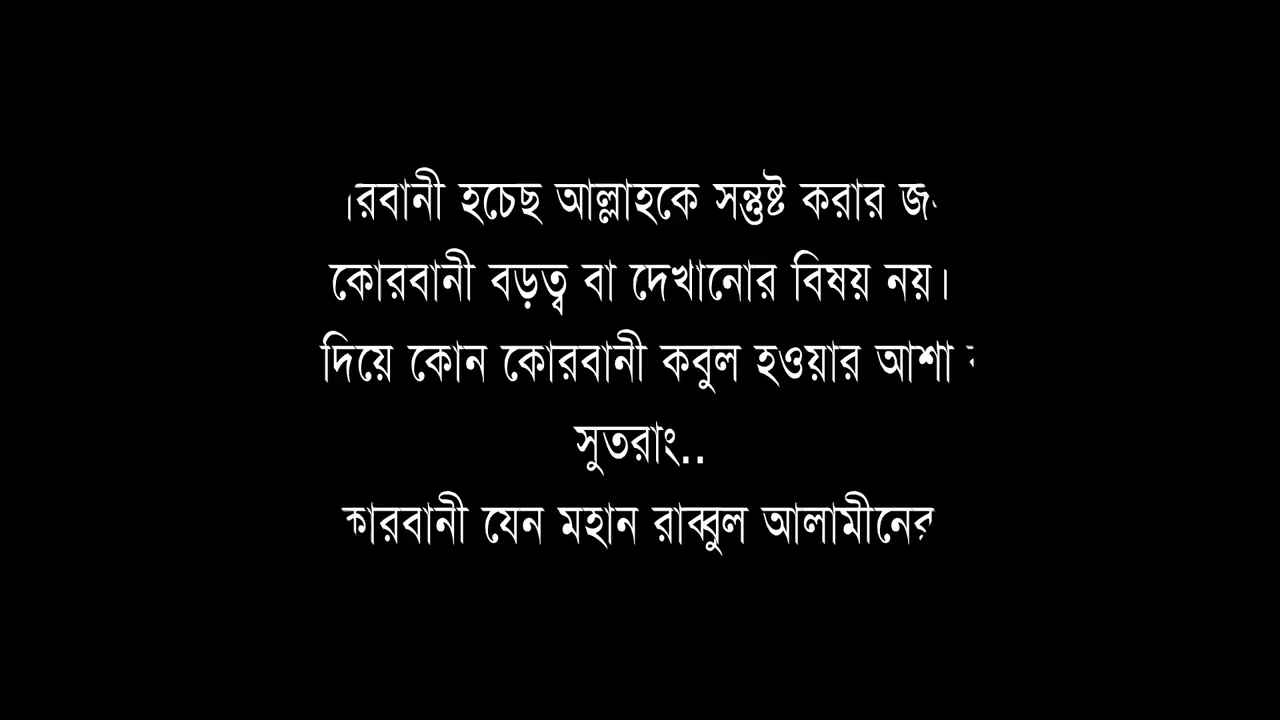 রবানী হচেছ আল্লাহকে সন্তুষ্ট করার
কোরবানী বড়ত্ব বা দেখানোর বিষয় নয়।
দিয়ে কোন কোরবানী কবুল হওয়ার আশা
সুতরাং..
কোরবানী যেন মহান রাব্বুল আলামীনের